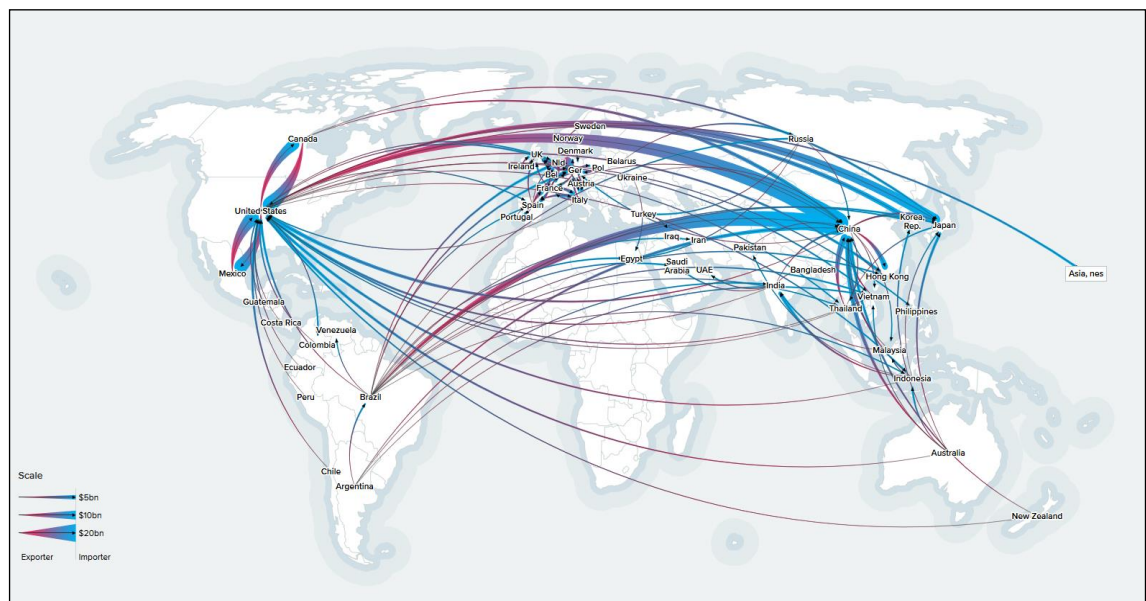 Sweden
Norway
Canada
Russia
Denmark
UK
Nld
Belarus
Ireland
Ger
Pol
Bel
Ukraine
France
Austria
Spain
Italy
United States
Portugal
Turkey
China
Korea,
Rep.
Japan
Iraq
Iran
Pakistan
Mexico
Egypt
Saudi
Arabia
UAE
Bangladesh
Hong Kong
Asia, nes
India
Vietnam
Guatemala
Thailand
Philippines
Costa Rica
Venezuela
Colombia
Malaysia
Ecuador
Indonesia
Peru
Brazil
Australia
Chile
Argentina
New Zealand
Scale
$5bn
$10bn
$20bn
Exporter
Importer